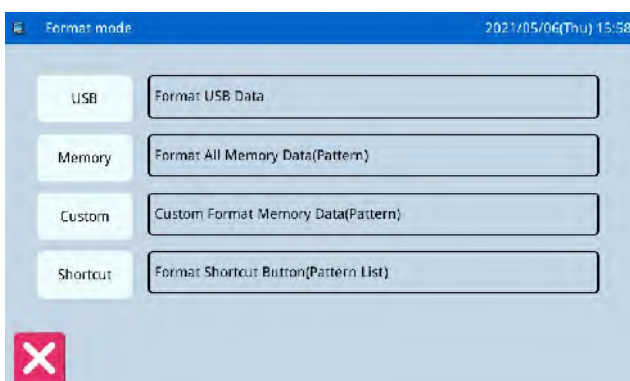 Format mode 2021/05/06(Thu) 15:58
USB Format USB Data
Memory Format All Memory Data(Pattern)
Custom Custom Format Memory Data(Pattern)
Shortcut Format Shortcut Button(Pattern List)